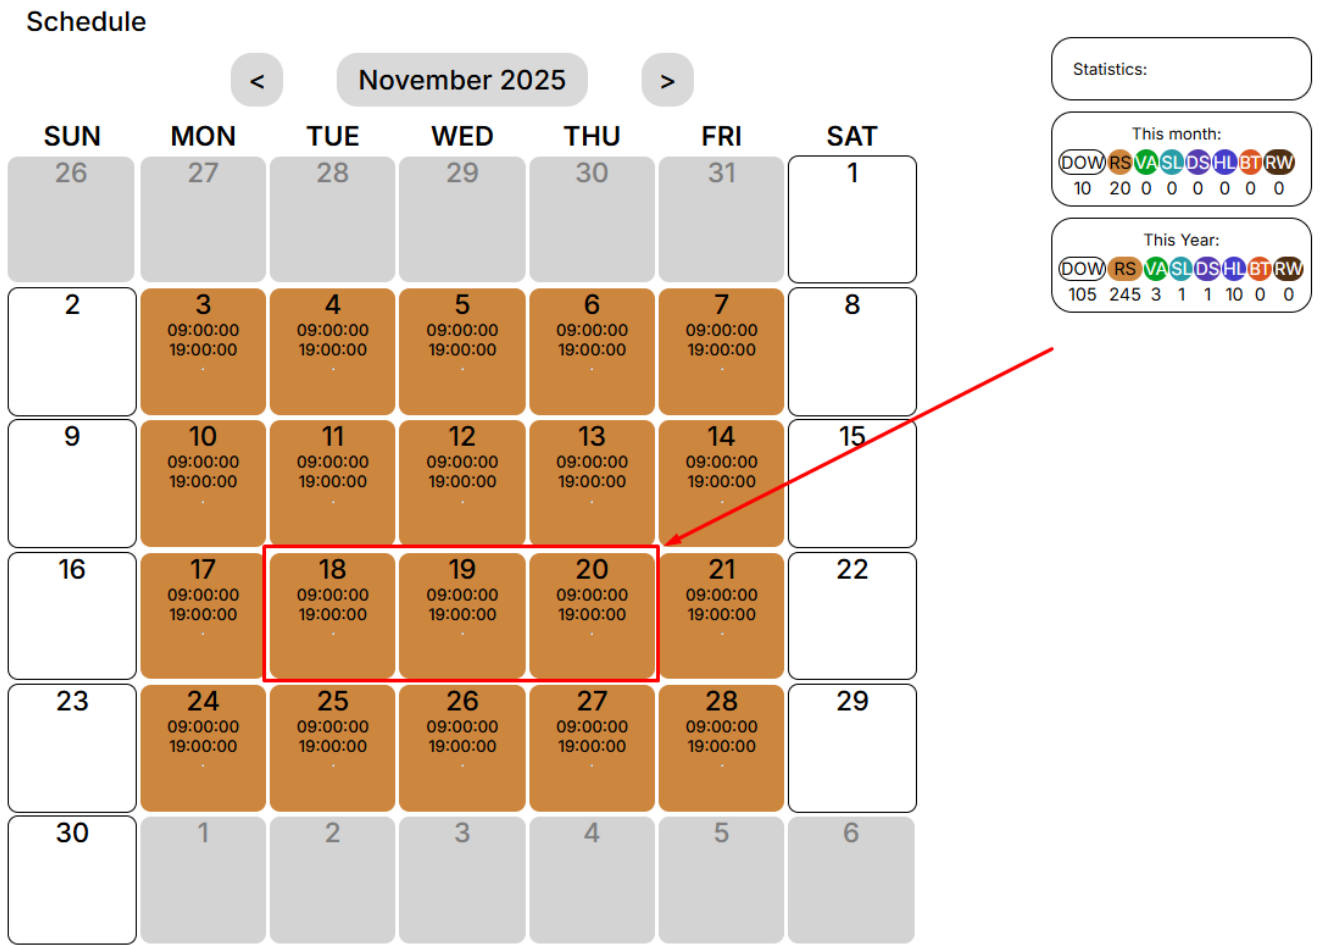 Schedule
< November 2025 >
SUN MON TUE WED THU FRI SAT
26 27 28 29 30 31 1
2 3 4 5 6 7 8
09:00:00 09:00:00 09:00:00 09:00:00 09:00:00
19:00:00 19:00:00 19:00:00 19:00:00 19:00:00
. . . . .
9 10 11 12 13 14 15
09:00:00 09:00:00 09:00:00 09:00:00 09:00:00
19:00:00 19:00:00 19:00:00 19:00:00 19:00:00
. . . . .
16 17 18 19 20 21 22
09:00:00 09:00:00 09:00:00 09:00:00 09:00:00
19:00:00 19:00:00 19:00:00 19:00:00 19:00:00
. . . . .
23 24 25 26 27 28 29
09:00:00 09:00:00 09:00:00 09:00:00 09:00:00
19:00:00 19:00:00 19:00:00 19:00:00 19:00:00
. . . . .
30 1 2 3 4 5 6
Statistics:
This month:
DOW RS VA SL DS HL BT RW
10 20 0 0 0 0 0 0
This Year:
DOW RS VA SL DS HL BT RW
105 245 3 1 1 10 0 0